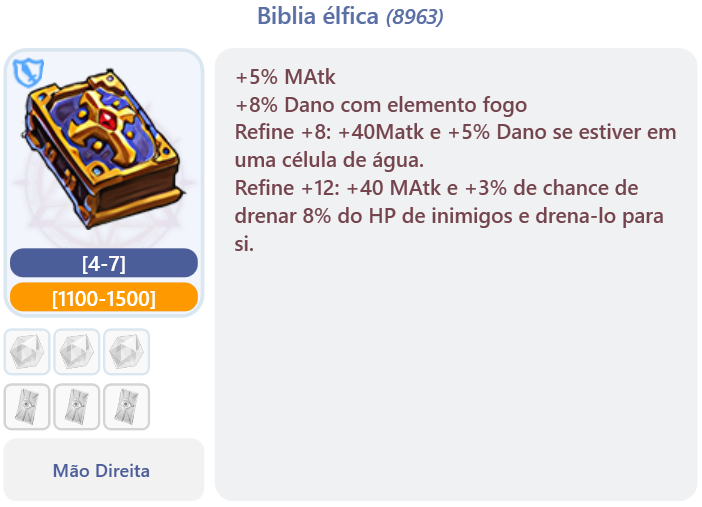 Biblia élfica (8963)
+5% MAtk
+8% Dano com elemento fogo
Refine +8: +40Matk e +5% Dano se estiver em
uma célula de água.
Refine +12: +40 MAtk e +3% de chance de
drenar 8% do HP de inimigos e drena-lo para
si.
[4-7]
[1100-1500]
Mão Direita